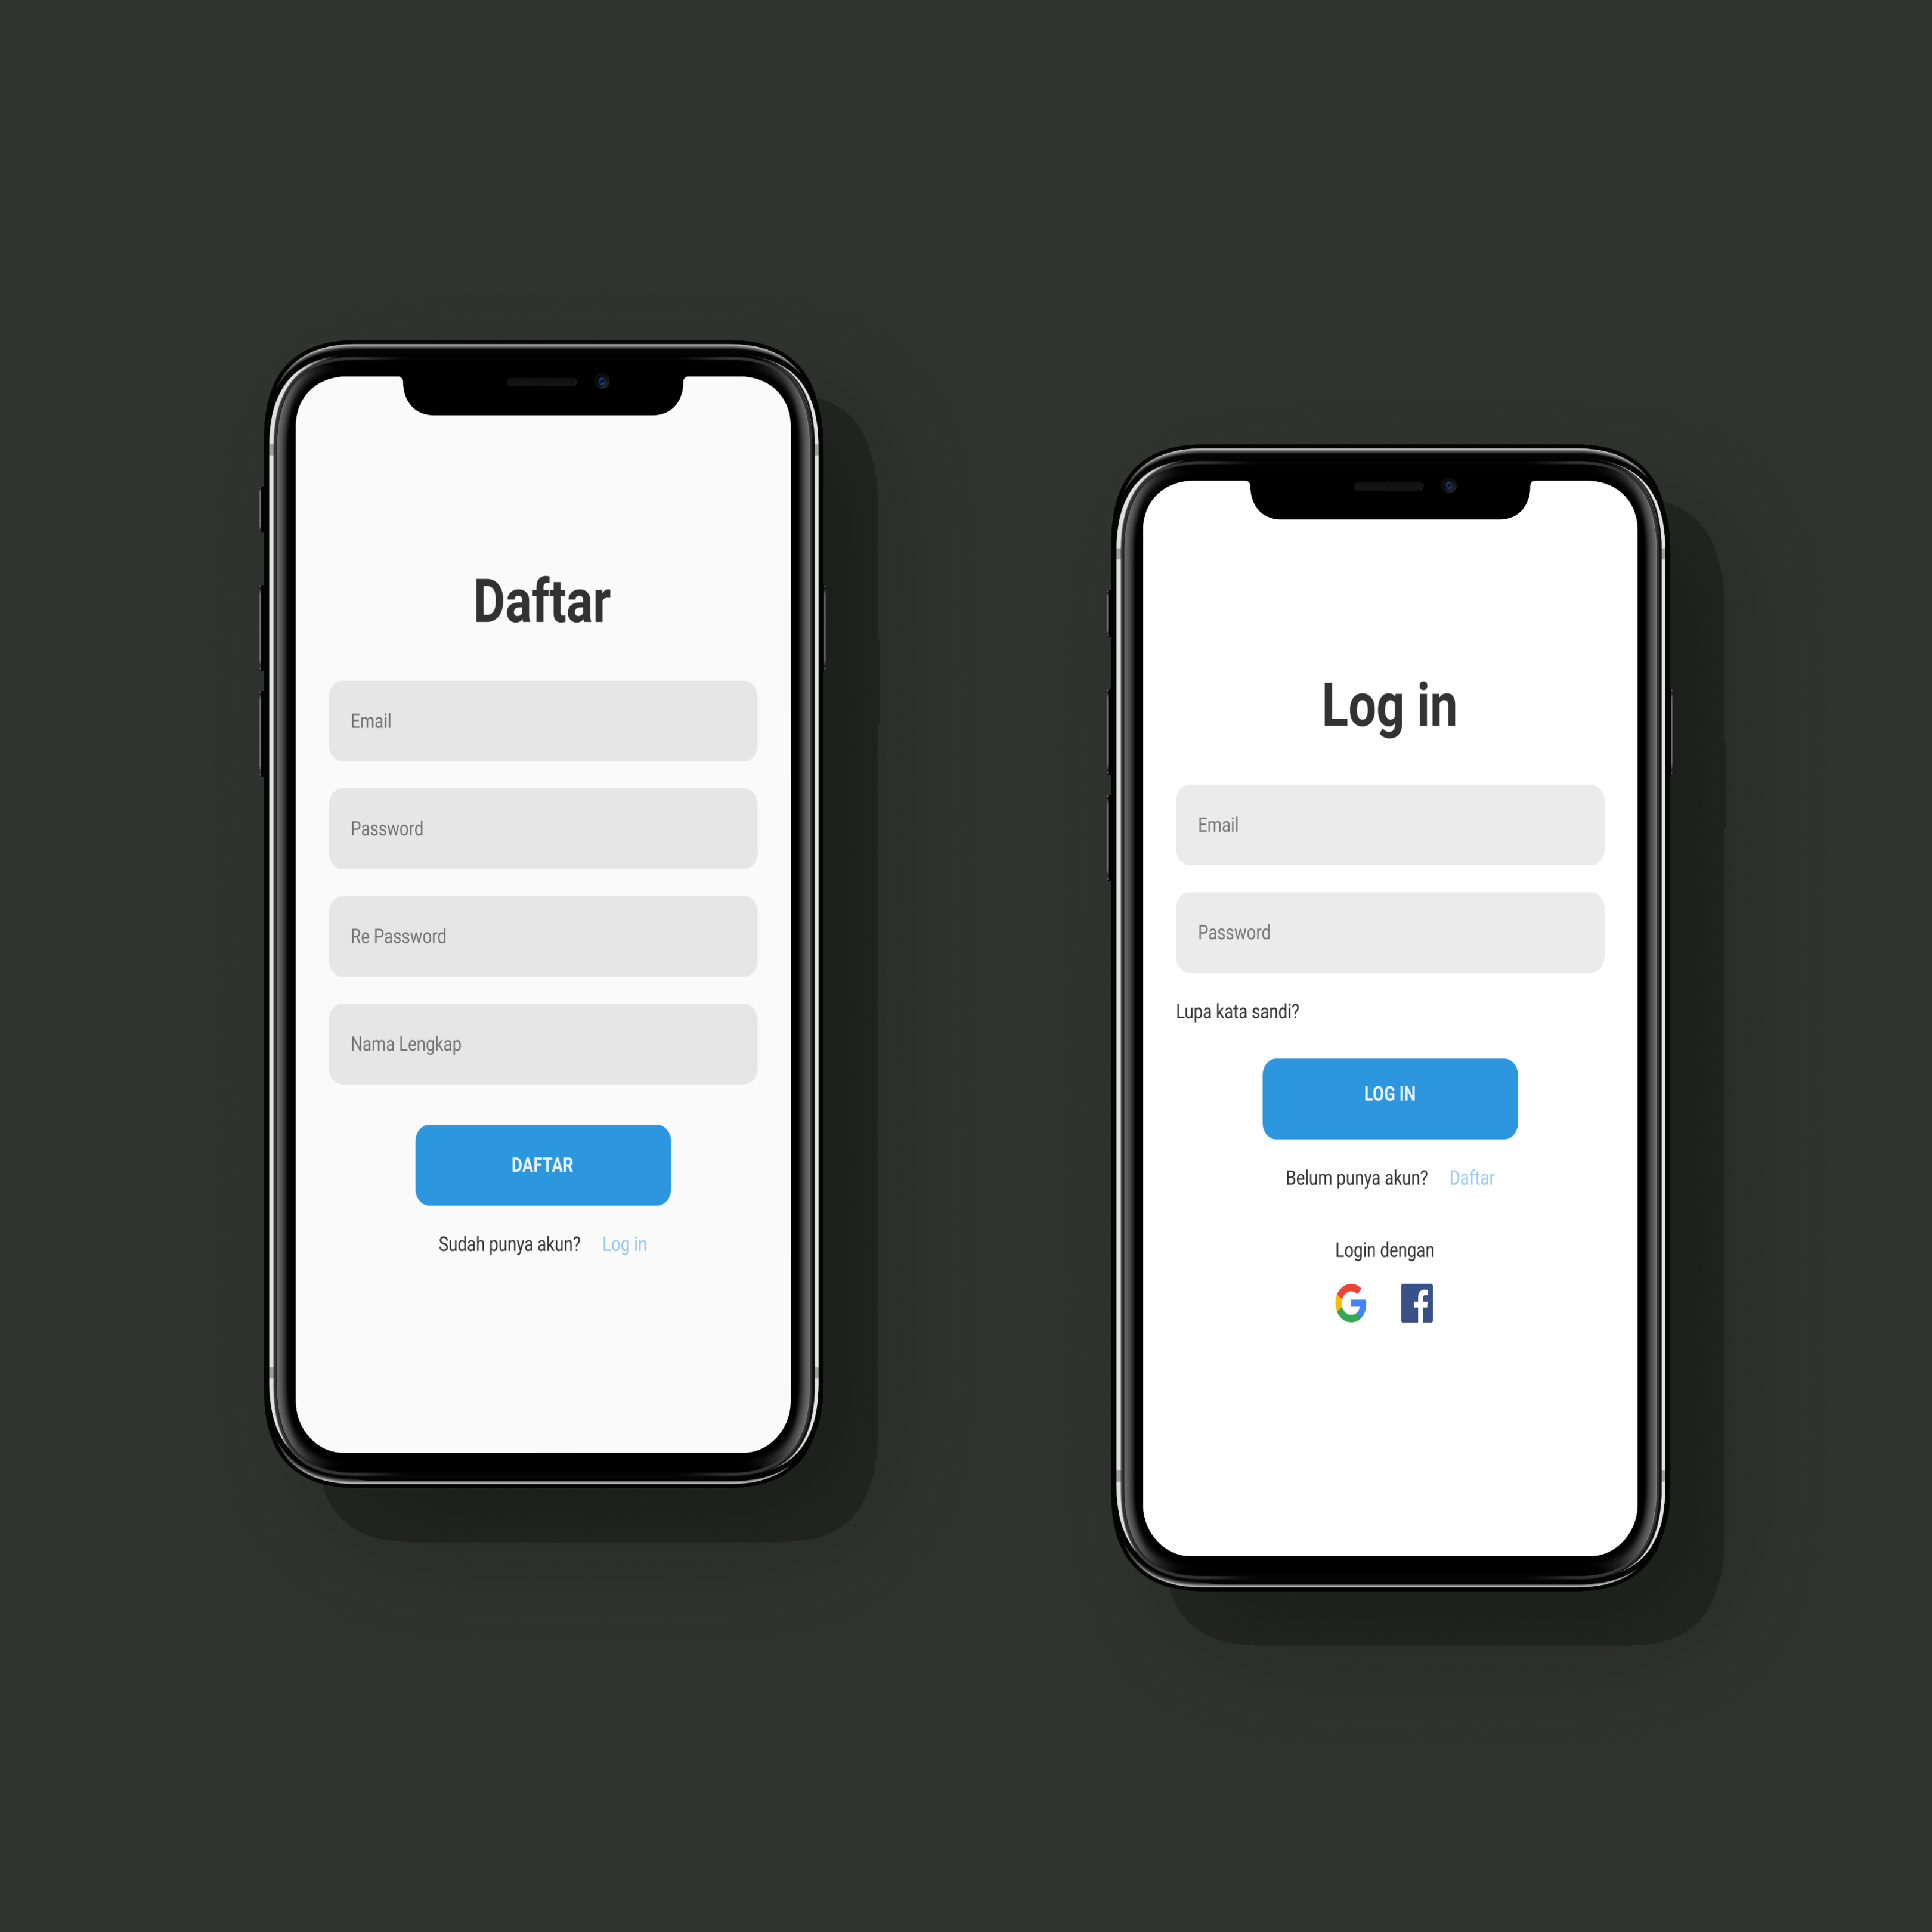 Daftar
Email
Password
Re Password
Nama Lengkap
DAFTAR
Sudah punya akun? Log in
Log in
Email
Password
Lupa kata sandi?
LOG IN
Belum punya akun? Daftar
Login dengan